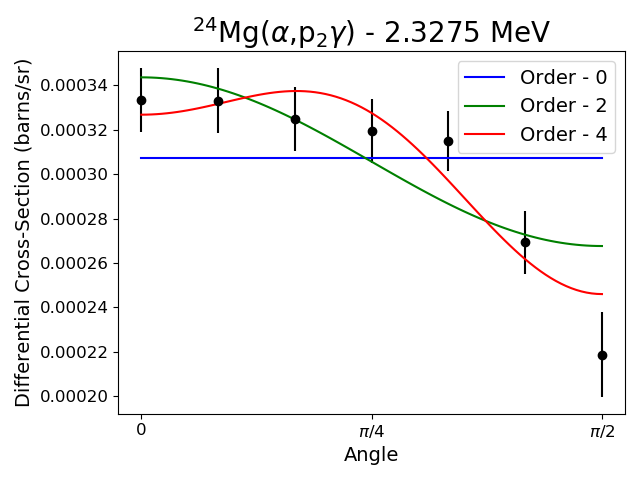 ²⁴Mg(α,p₂γ) - 2.3275 MeV
Order - 0
Order - 2
Order - 4
Differential Cross-Section (barns/sr)
0.00034
0.00032
0.00030
0.00028
0.00026
0.00024
0.00022
0.00020
0 π/4 π/2
Angle